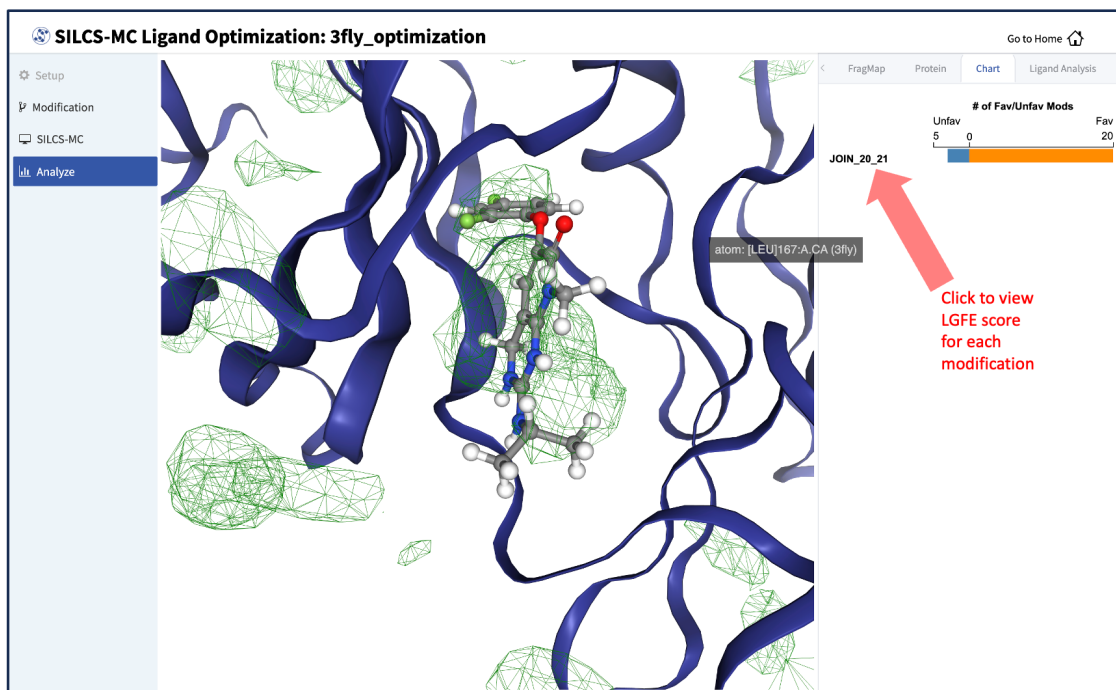 SILCS-MC Ligand Optimization: 3fly_optimization
Go to Home
Setup
Modification
SILCS-MC
Analyze
FragMap
Protein
Chart
Ligand Analysis
# of Fav/Unfav Mods
Unfav
Fav
5
0
20
JOIN_20_21
atom: [LEU]167:A.CA (3fly)
Click to view
LGFE score
for each
modification